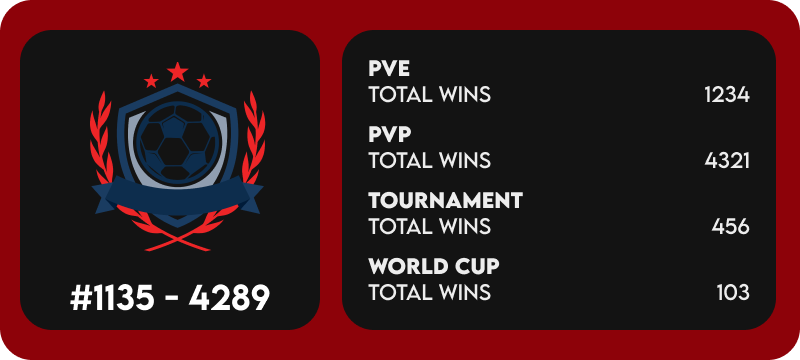 #1135 - 4289
PVE
TOTAL WINS 1234
PVP
TOTAL WINS 4321
TOURNAMENT
TOTAL WINS 456
WORLD CUP
TOTAL WINS 103